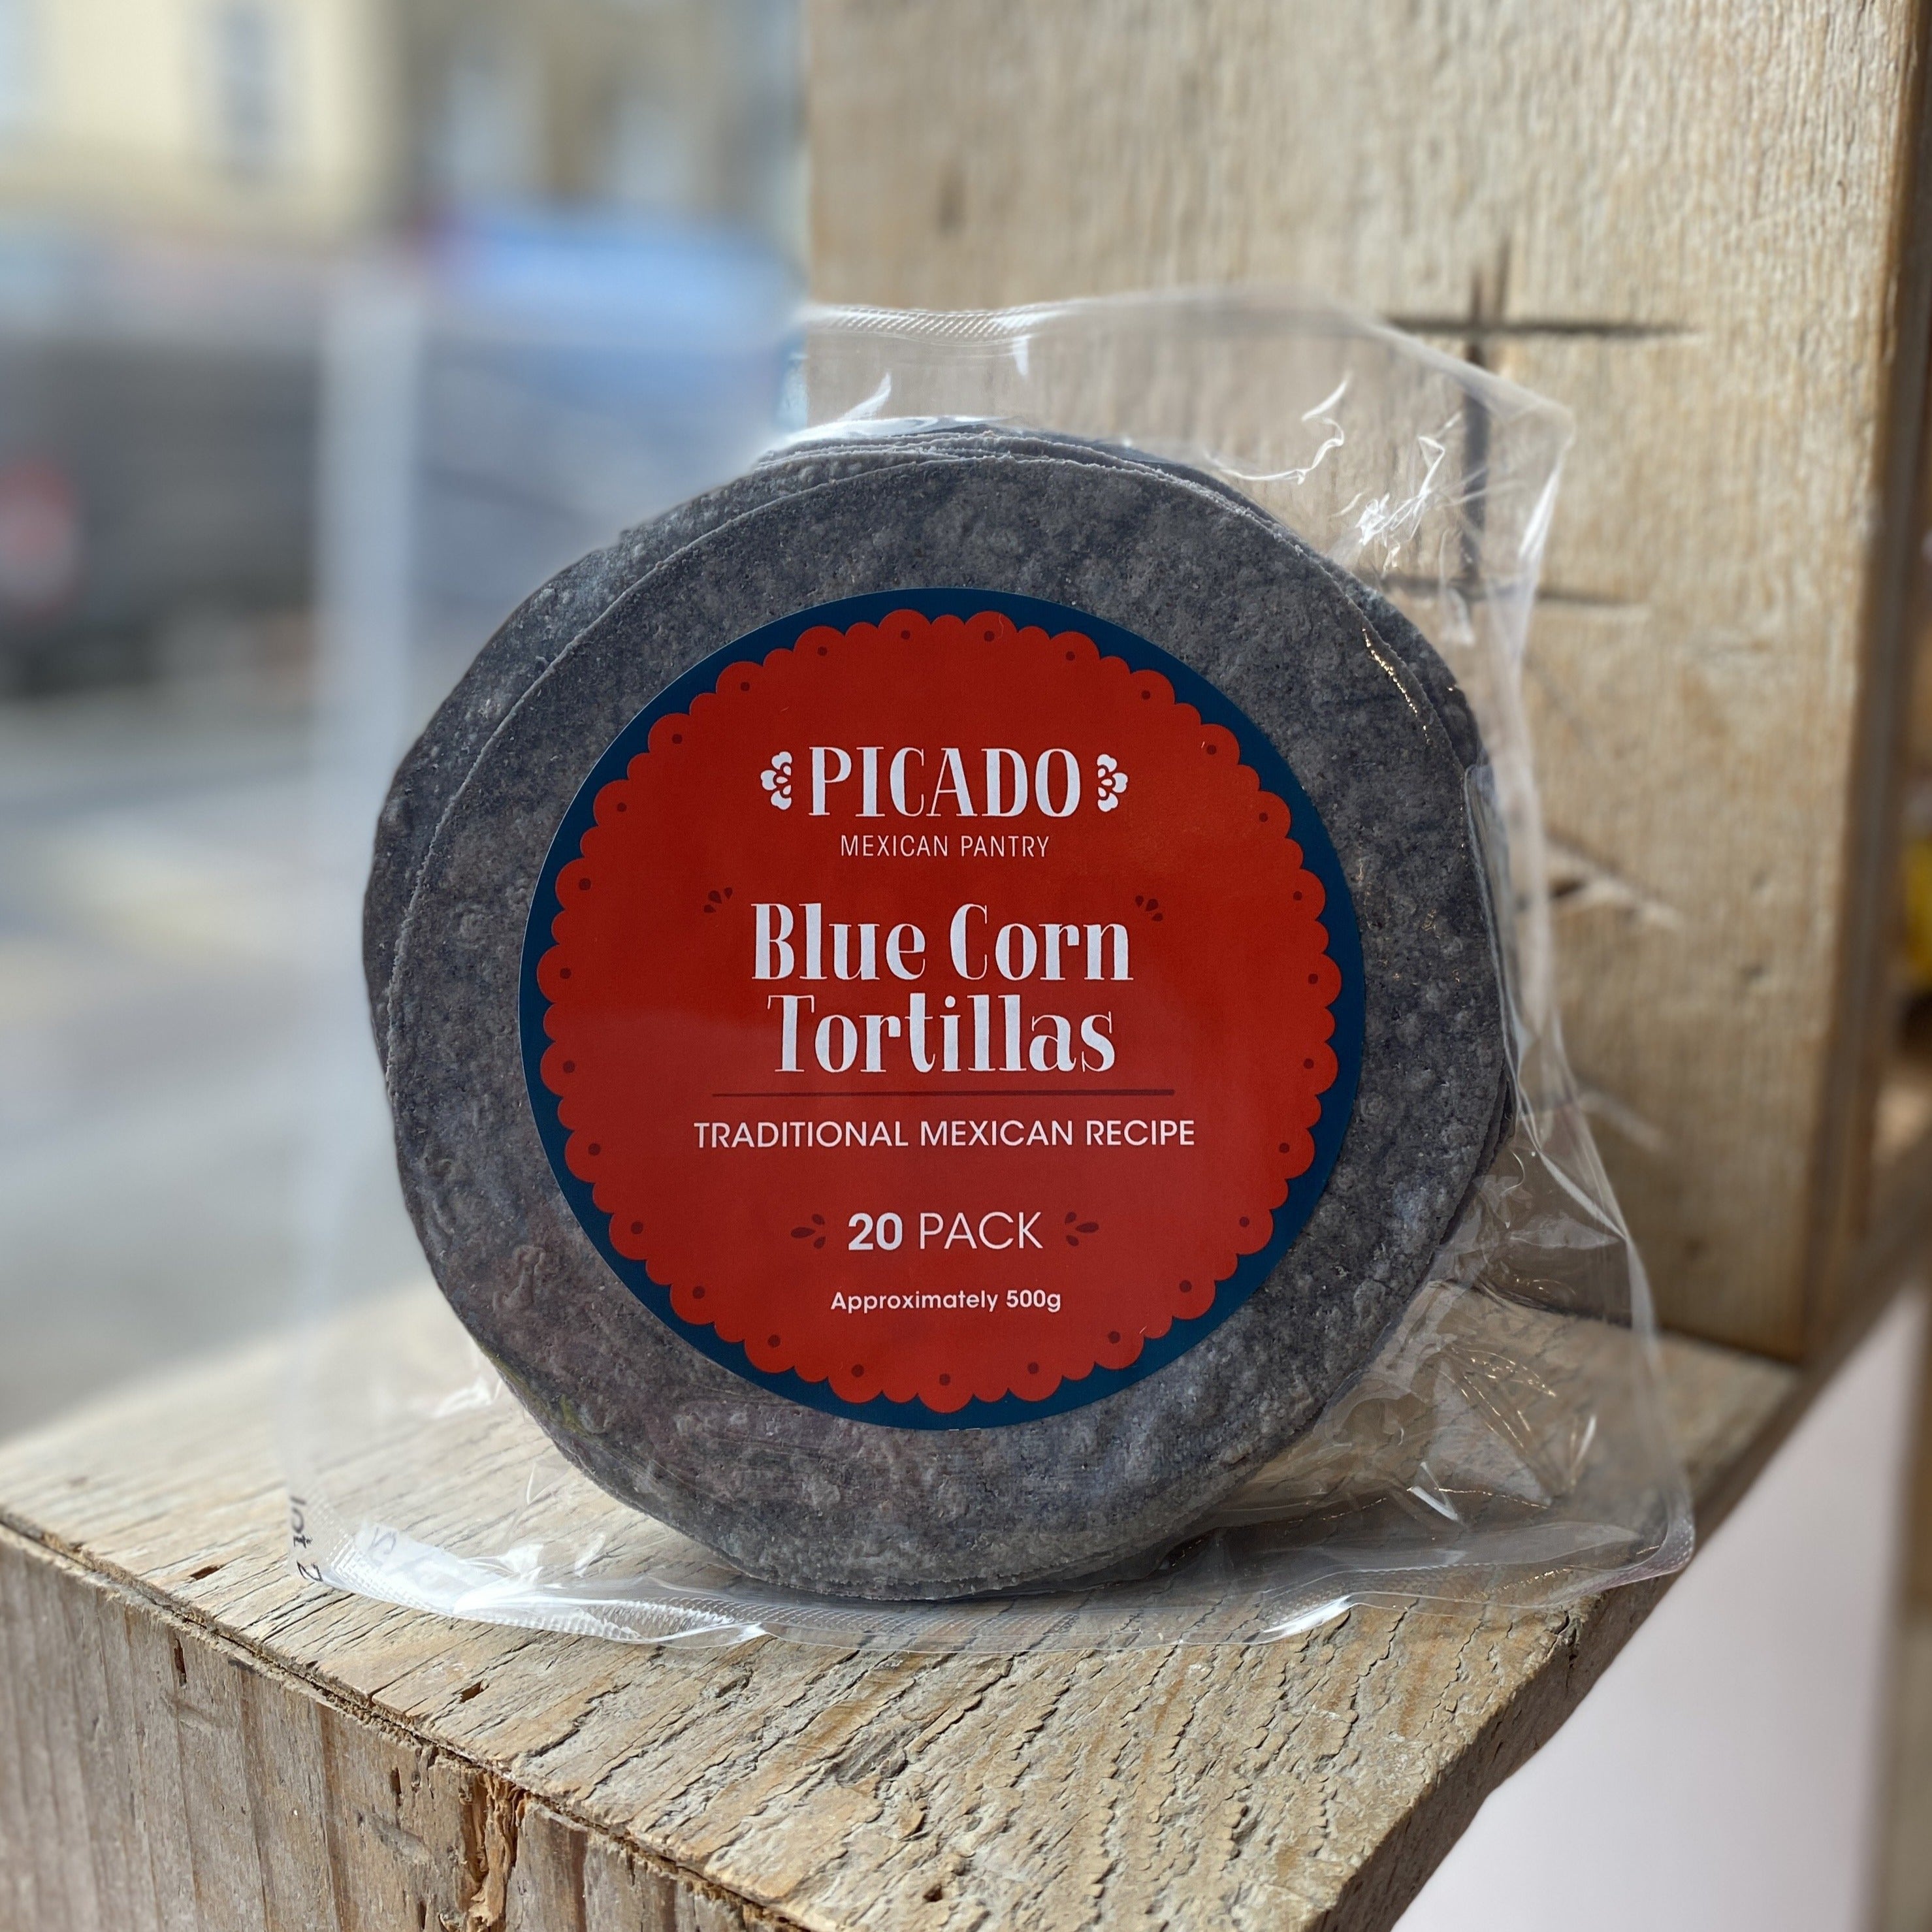 PICADO
MEXICAN PANTRY
Blue Corn
Tortillas
TRADITIONAL MEXICAN RECIPE
20 PACK
Approximately 500g